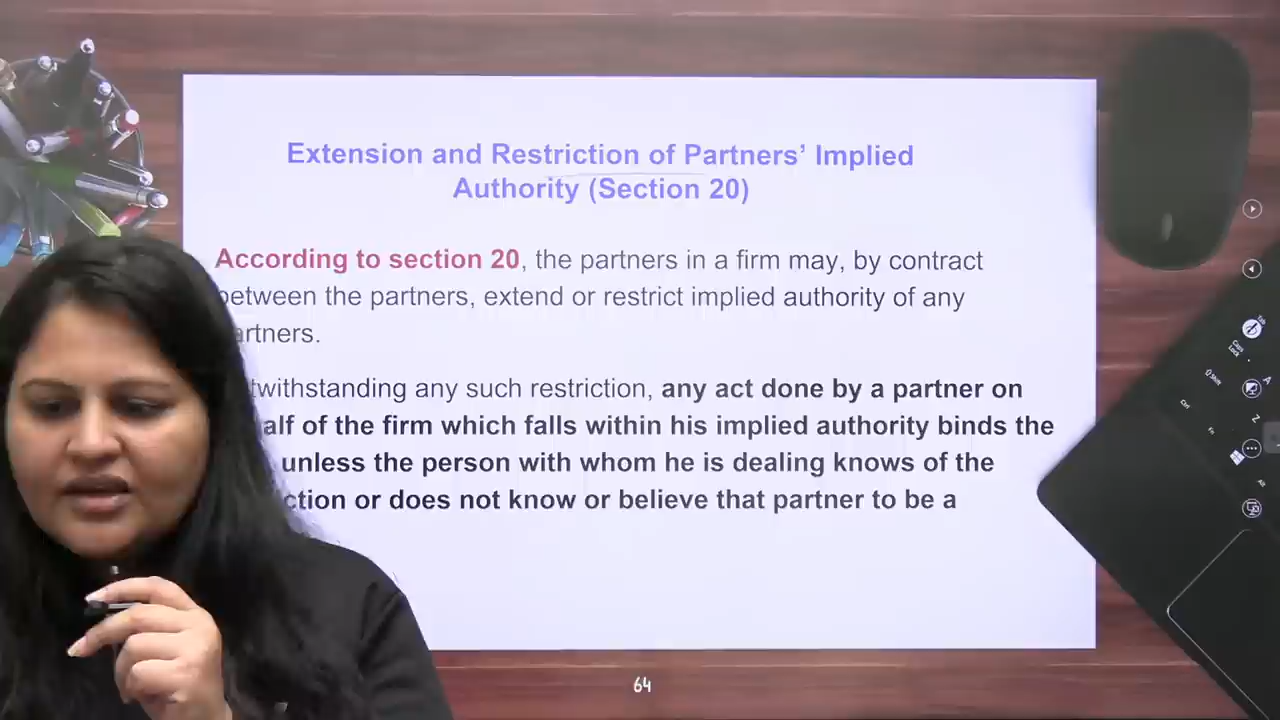 Extension and Restriction of Partners’ Implied
Authority (Section 20)
According to section 20, the partners in a firm may, by contract
between the partners, extend or restrict implied authority of any
artners.
twithstanding any such restriction, any act done by a partner on
alf of the firm which falls within his implied authority binds the
unless the person with whom he is dealing knows of the
ction or does not know or believe that partner to be a
64